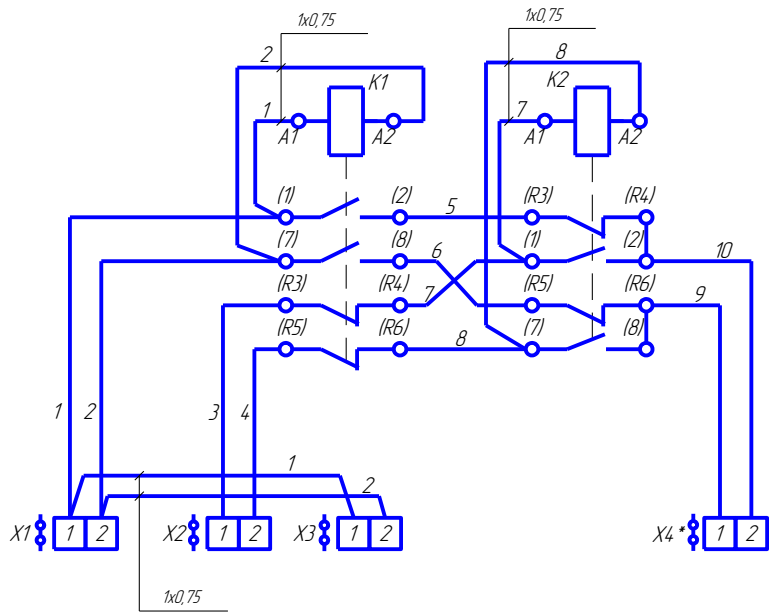 1x0,75
1x0,75
2
8
K1
K2
1
7
A1
A2
A1
A2
(1)
(2)
(R3)
(R4)
5
(7)
(8)
6
(1)
(2)
10
(R3)
(R4)
7
(R5)
(R6)
9
(R5)
(R6)
8
(7)
(8)
1
2
3
4
1
2
X1
1
2
X2
1
2
X3
1
2
X4 *
1
2
1x0,75